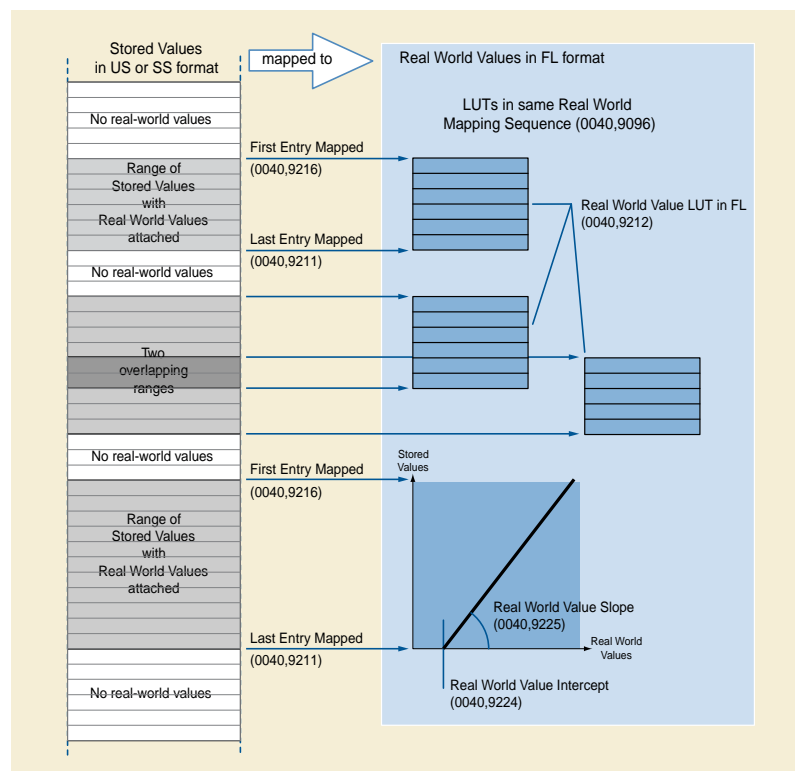 Stored Values
in US or SS format
mapped to
Real World Values in FL format
LUTs in same Real World
Mapping Sequence (0040,9096)
No real-world values
First Entry Mapped
(0040,9216)
Range of
Stored Values
with
Real World Values
attached
Real World Value LUT in FL
(0040,9212)
Last Entry Mapped
(0040,9211)
No real-world values
Two
overlapping
ranges
No real-world values
Stored
Values
First Entry Mapped
(0040,9216)
Range of
Stored Values
with
Real World Values
attached
Real World Value Slope
(0040,9225)
Last Entry Mapped
(0040,9211)
Real World
Values
No real-world values
Real World Value Intercept
(0040,9224)